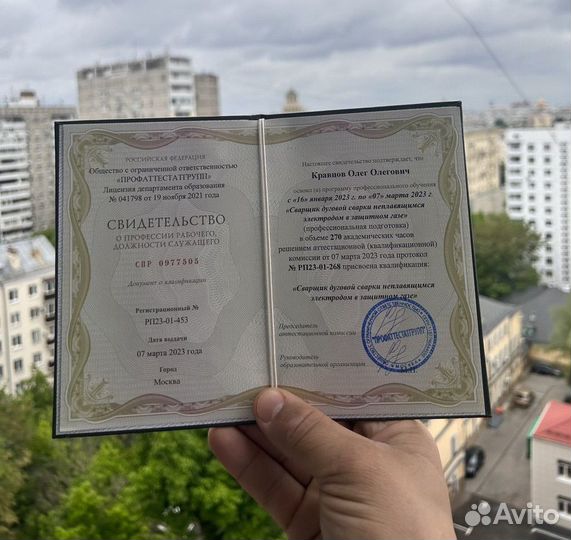 РОССИЙСКАЯ ФЕДЕРАЦИЯ
Общество с ограниченной ответственностью
"ПРОФАТТЕСТАТГРУПП"
Лицензия департамента образования
№ 041798 от 19 ноября 2021 года
СВИДЕТЕЛЬСТВО
О ПРОФЕССИИ РАБОЧЕГО,
ДОЛЖНОСТИ СЛУЖАЩЕГО
СПР 0977505
Документ о квалификации
Регистрационный №
РП23-01-453
Дата выдачи
07 марта 2023 года
Город
Москва
Настоящее свидетельство подтверждает, что
Кравцов Олег Олегович
освоил (а) программу профессионального обучения
с «16» января 2023 г. по «07» марта 2023 г.
«Сварщик дуговой сварки неплавящимся
электродом в защитном газе»
(профессиональная подготовка)
в объеме 270 академических часов
решением аттестационной (квалификационной)
комиссии от 07 марта 2023 года протокол
№ РП23-01-268 присвоена квалификация:
«Сварщик дуговой сварки неплавящимся
электродом в защитном газе»
Председатель
аттестационной комиссии
Руководитель
образовательной организации
"ПРОФАТТЕСТАТГРУПП"
Avito